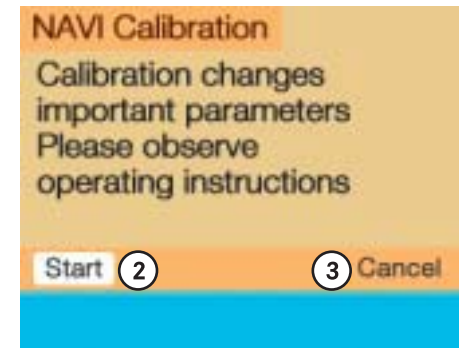 NAVI Calibration
Calibration changes
important parameters
Please observe
operating instructions
Start 2 3 Cancel